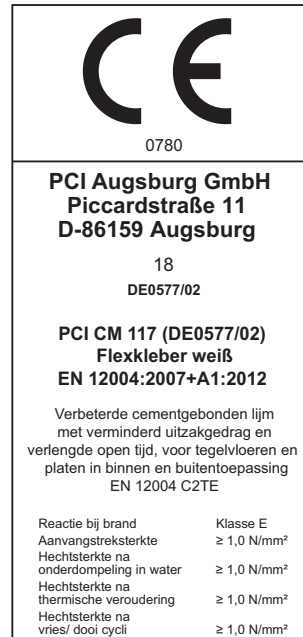 CE
0780
PCI Augsburg GmbH
Piccardstraße 11
D-86159 Augsburg
18
DE0577/02
PCI CM 117 (DE0577/02)
Flexkleber weiß
EN 12004:2007+A1:2012
Verbeterde cementgebonden lijm
met verminderd uitzakgedrag en
verlengde open tijd, voor tegelvloeren en
platen in binnen en buitentoepassing
EN 12004 C2TE
Reactie bij brand Klasse E
Aanvangstreksterkte ≥ 1,0 N/mm²
Hechtsterkte na
onderdompeling in water ≥ 1,0 N/mm²
Hechtsterkte na
thermische veroudering ≥ 1,0 N/mm²
Hechtsterkte na
vries/ dooi cycli ≥ 1,0 N/mm²